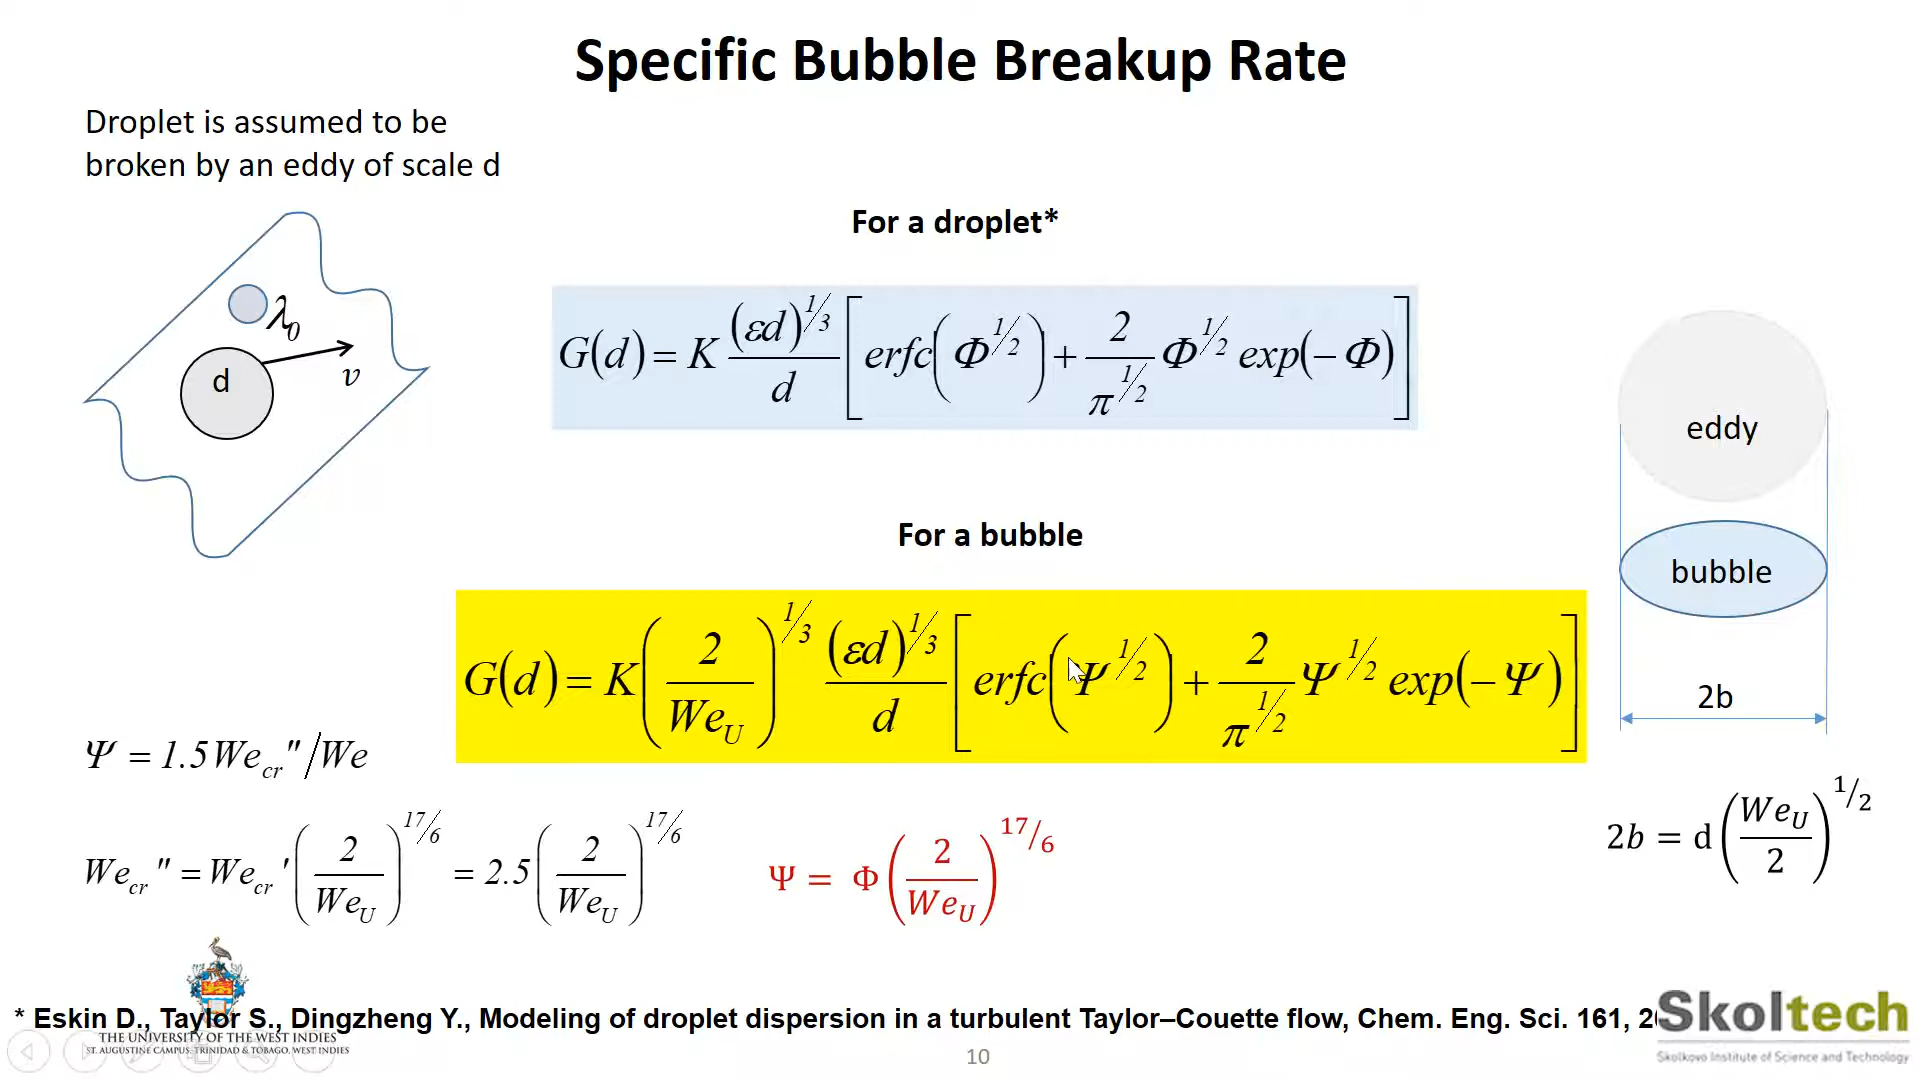 Specific Bubble Breakup Rate
Droplet is assumed to be
broken by an eddy of scale d
λ₀
d
v
For a droplet*
G(d) = K (εd)^{1/3} / d [ erfc(Φ^{1/2}) + 2/π^{1/2} Φ^{1/2} exp(−Φ) ]
eddy
bubble
2b
2b = d (We_U / 2)^{1/2}
For a bubble
G(d) = K (2 / We_U)^{1/3} (εd)^{1/3} / d [ erfc(Ψ^{1/2}) + 2/π^{1/2} Ψ^{1/2} exp(−Ψ) ]
Ψ = 1.5 We_cr" / We
We_cr" = We_cr' (2 / We_U)^{17/6} = 2.5 (2 / We_U)^{17/6}
Ψ = Φ (2 / We_U)^{17/6}
* Eskin D., Taylor S., Dingzheng Y., Modeling of droplet dispersion in a turbulent Taylor–Couette flow, Chem. Eng. Sci. 161,
THE UNIVERSITY OF THE WEST INDIES
ST. AUGUSTINE CAMPUS, TRINIDAD & TOBAGO, WEST INDIES
10
Skoltech
Skolkovo Institute of Science and Technology